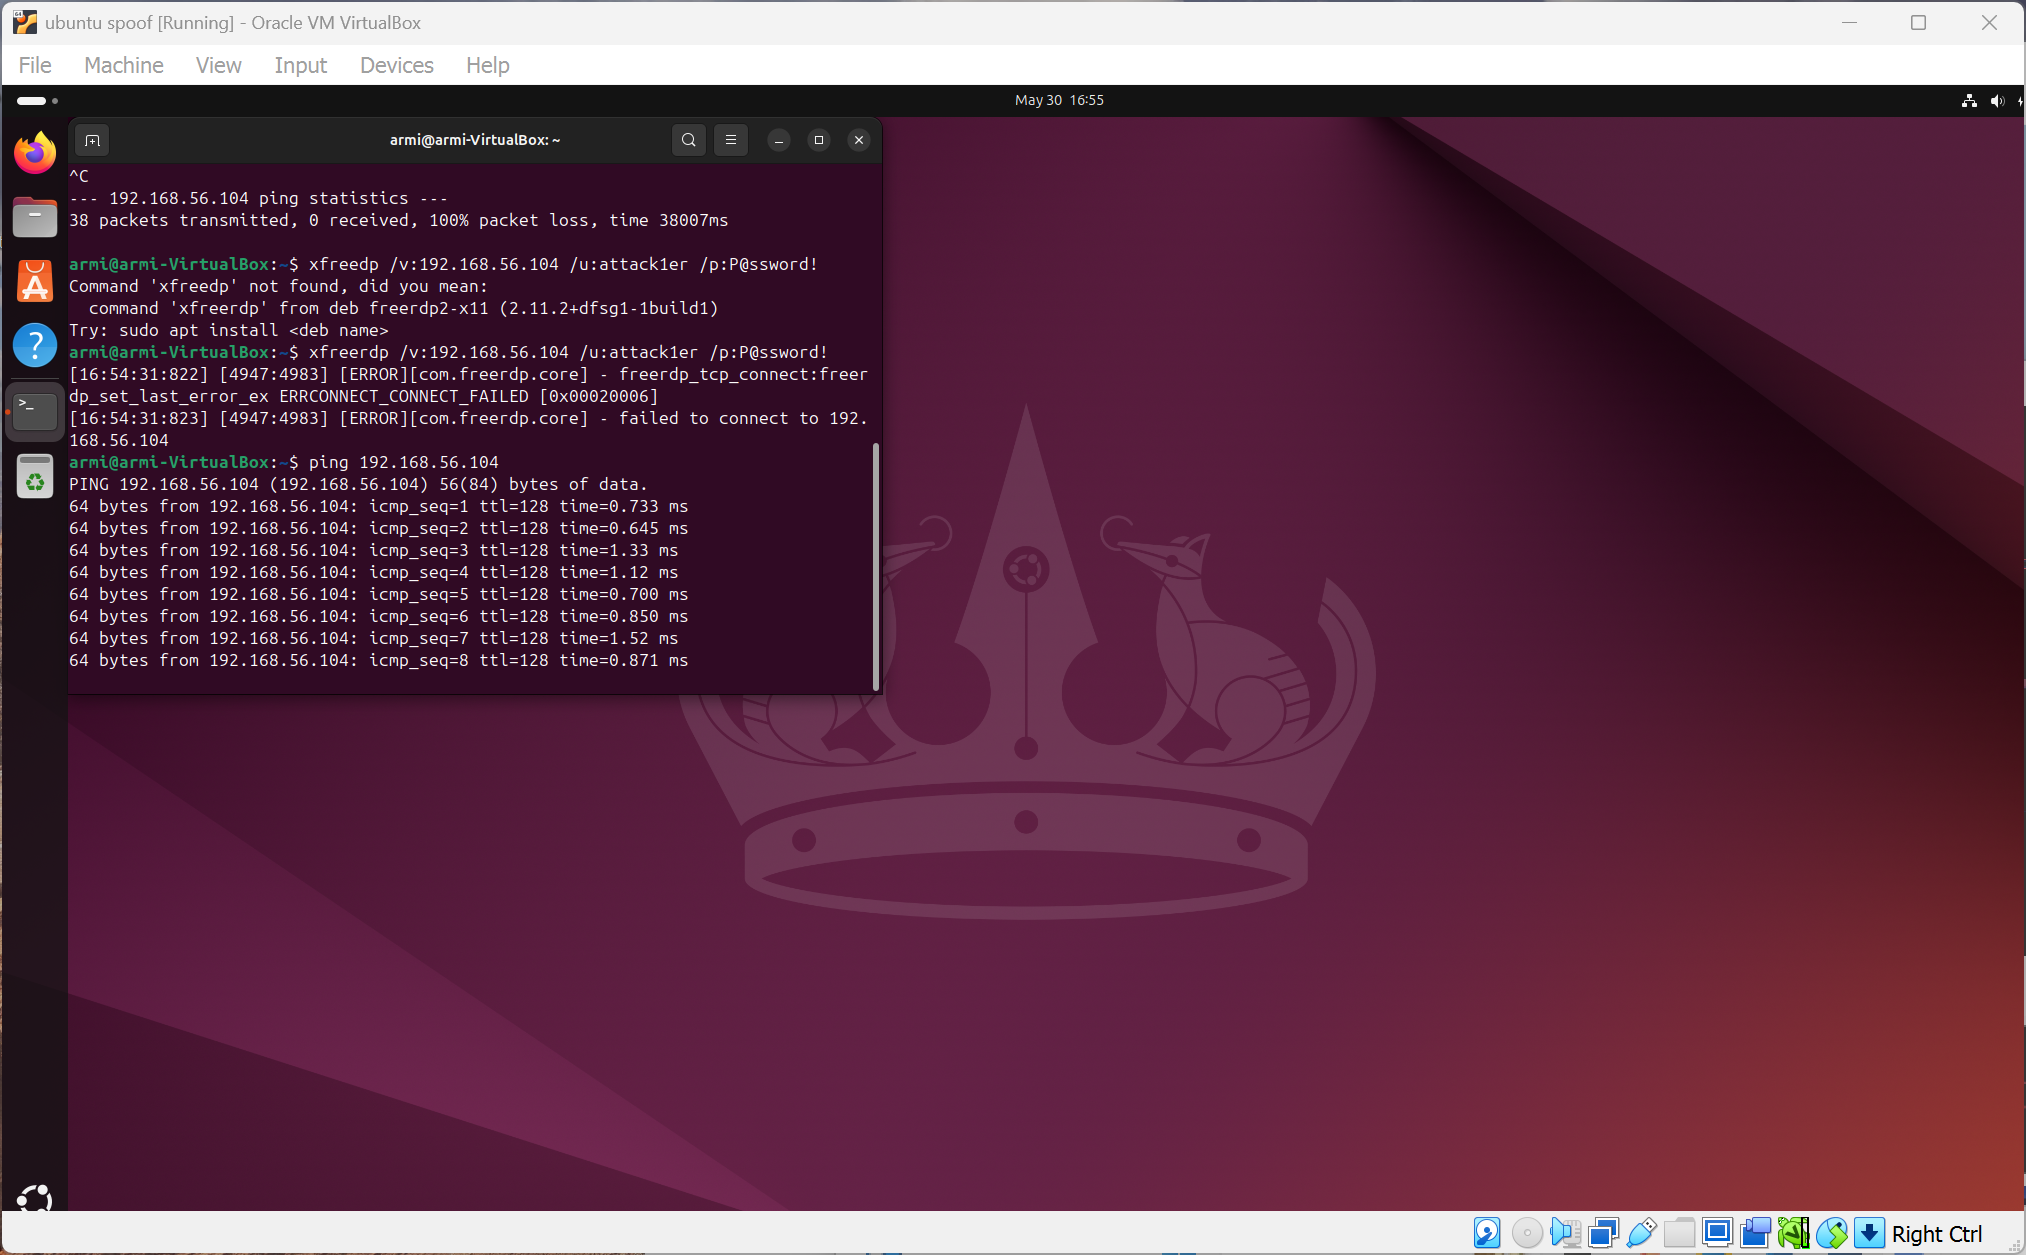 ubuntu spoof [Running] - Oracle VM VirtualBox
File Machine View Input Devices Help
May 30 16:55
armi@armi-VirtualBox: ~
^C
--- 192.168.56.104 ping statistics ---
38 packets transmitted, 0 received, 100% packet loss, time 38007ms
armi@armi-VirtualBox:~$ xfreedp /v:192.168.56.104 /u:attack1er /p:P@ssword!
Command 'xfreedp' not found, did you mean:
  command 'xfreerdp' from deb freerdp2-x11 (2.11.2+dfsg1-1build1)
Try: sudo apt install <deb name>
armi@armi-VirtualBox:~$ xfreerdp /v:192.168.56.104 /u:attack1er /p:P@ssword!
[16:54:31:822] [4947:4983] [ERROR][com.freerdp.core] - freerdp_tcp_connect:freer
dp_set_last_error_ex ERRCONNECT_CONNECT_FAILED [0x00020006]
[16:54:31:823] [4947:4983] [ERROR][com.freerdp.core] - failed to connect to 192.
168.56.104
armi@armi-VirtualBox:~$ ping 192.168.56.104
PING 192.168.56.104 (192.168.56.104) 56(84) bytes of data.
64 bytes from 192.168.56.104: icmp_seq=1 ttl=128 time=0.733 ms
64 bytes from 192.168.56.104: icmp_seq=2 ttl=128 time=0.645 ms
64 bytes from 192.168.56.104: icmp_seq=3 ttl=128 time=1.33 ms
64 bytes from 192.168.56.104: icmp_seq=4 ttl=128 time=1.12 ms
64 bytes from 192.168.56.104: icmp_seq=5 ttl=128 time=0.700 ms
64 bytes from 192.168.56.104: icmp_seq=6 ttl=128 time=0.850 ms
64 bytes from 192.168.56.104: icmp_seq=7 ttl=128 time=1.52 ms
64 bytes from 192.168.56.104: icmp_seq=8 ttl=128 time=0.871 ms
Right Ctrl